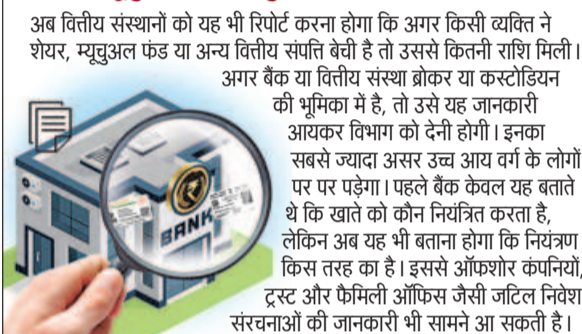 अब वित्तीय संस्थानों को यह भी रिपोर्ट करना होगा कि अगर किसी व्यक्ति ने
शेयर, म्यूचुअल फंड या अन्य वित्तीय संपत्ति बेची है तो उससे कितनी राशि मिली।
अगर बैंक या वित्तीय संस्था ब्रोकर या कस्टोडियन
की भूमिका में है, तो उसे यह जानकारी
आयकर विभाग को देनी होगी। इनका
सबसे ज्यादा असर उच्च आय वर्ग के लोगों
पर पर पड़ेगा। पहले बैंक केवल यह बताते
थे कि खाते को कौन नियंत्रित करता है,
लेकिन अब यह भी बताना होगा कि नियंत्रण
किस तरह का है। इससे ऑफशोर कंपनियों,
ट्रस्ट और फैमिली ऑफिस जैसी जटिल निवेश
संरचनाओं की जानकारी भी सामने आ सकती है।
₹
BANK